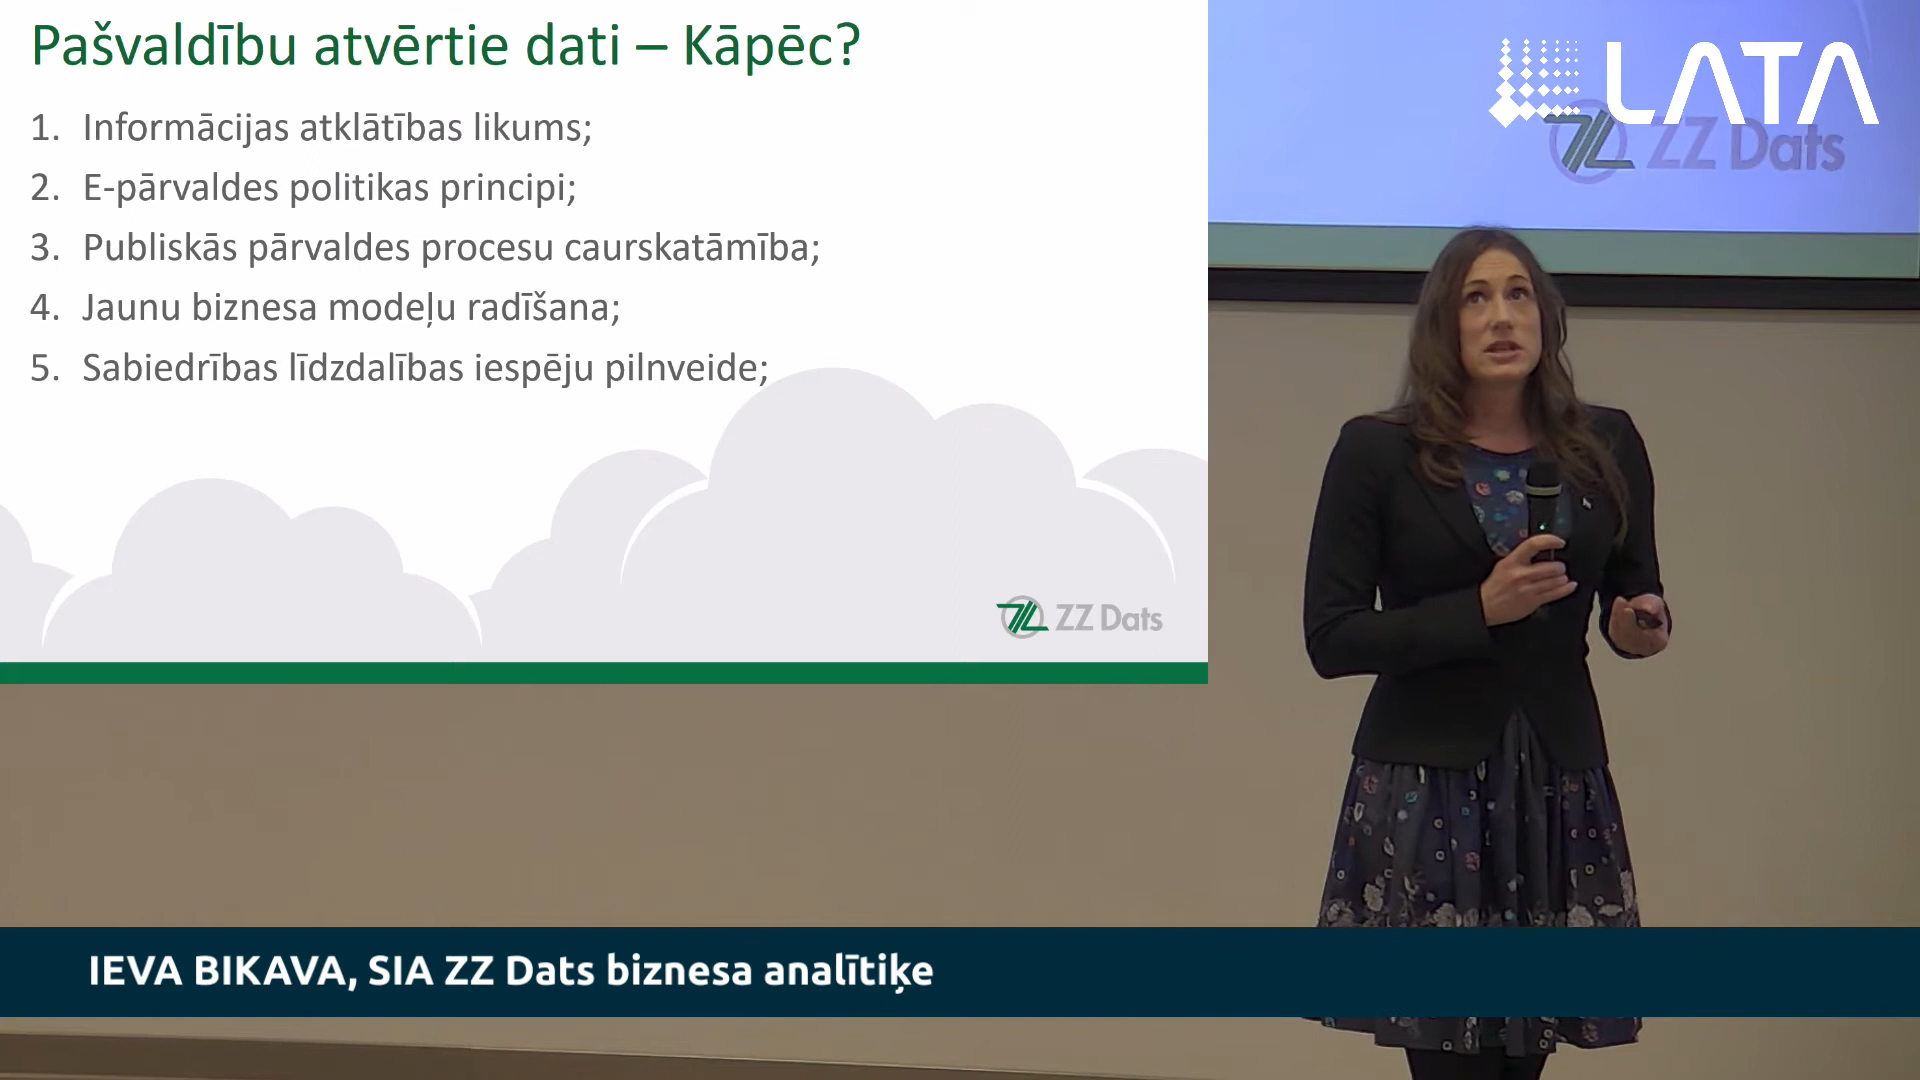 Pašvaldību atvērtie dati – Kāpēc?
1. Informācijas atklātības likums;
2. E-pārvaldes politikas principi;
3. Publiskās pārvaldes procesu caurskatāmība;
4. Jaunu biznesa modeļu radīšana;
5. Sabiedrības līdzdalības iespēju pilnveide;
ZZ Dats
LATA
ZZ Dats
IEVA BIKAVA, SIA ZZ Dats biznesa analītiķe